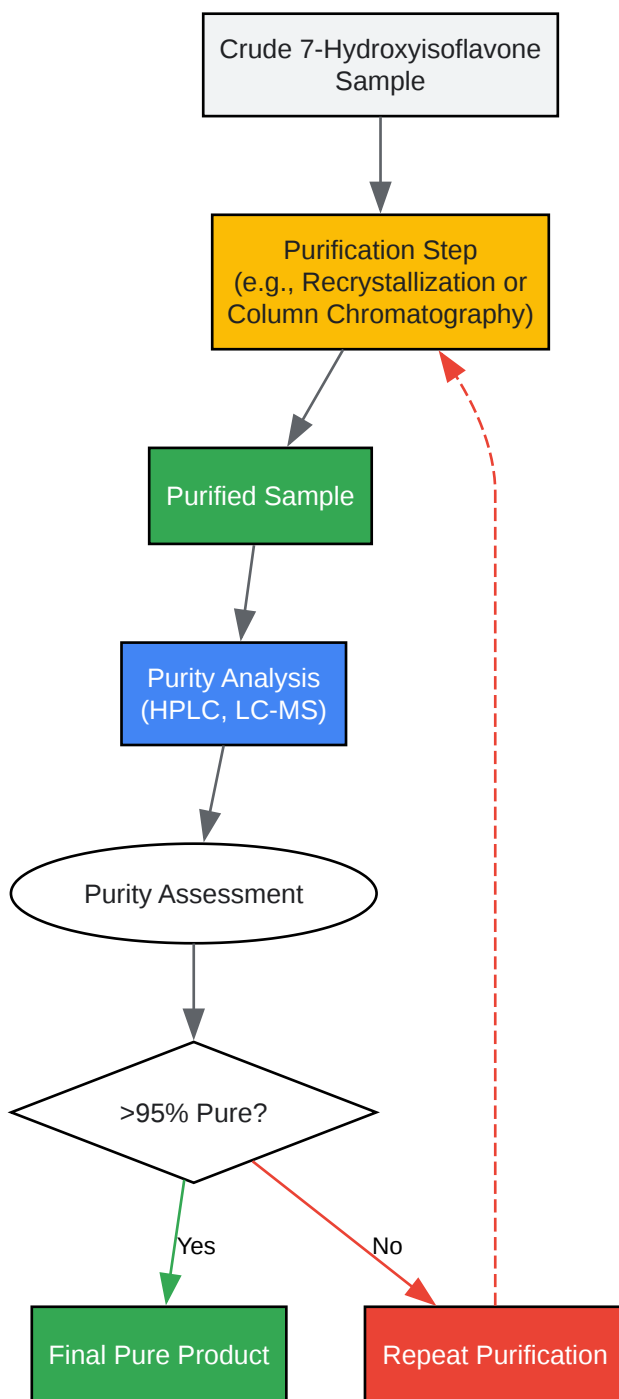 Crude 7-Hydroxyisoflavone
Sample
Purification Step
(e.g., Recrystallization or
Column Chromatography)
Purified Sample
Purity Analysis
(HPLC, LC-MS)
Purity Assessment
>95% Pure?
Yes
No
Final Pure Product
Repeat Purification